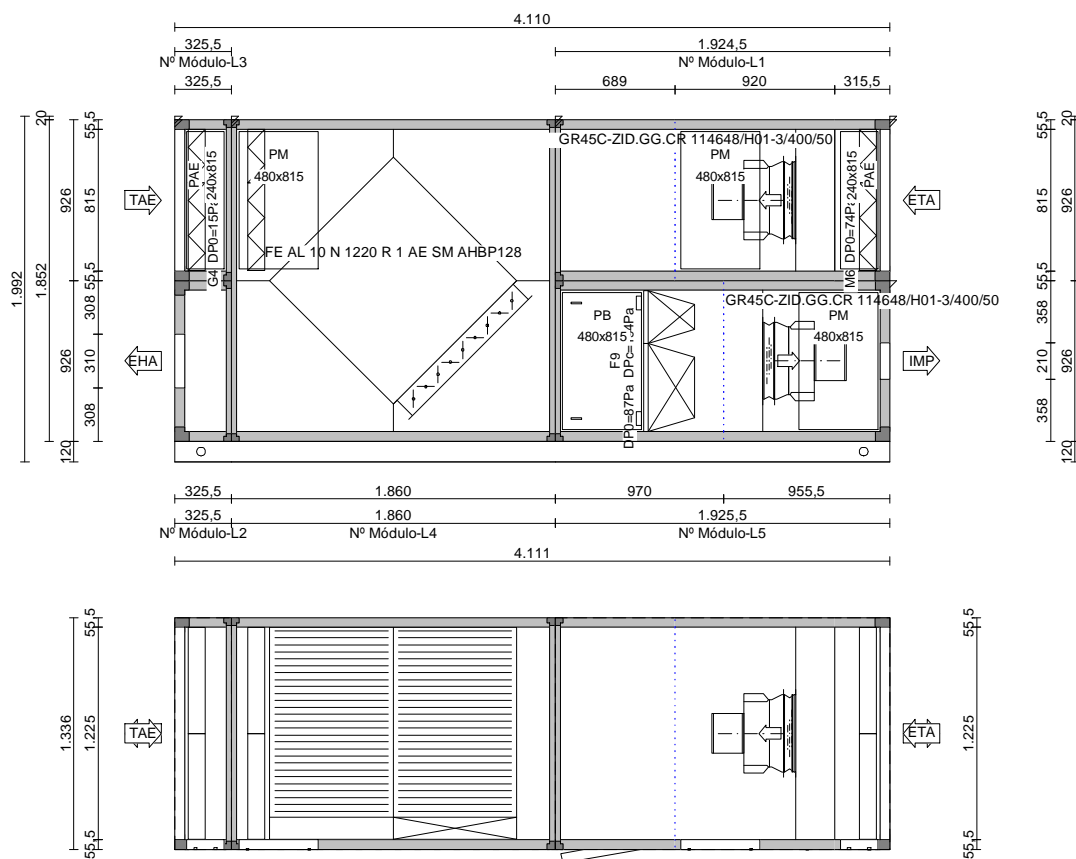 4.110
325,5
1.924,5
Nº Módulo-L3
Nº Módulo-L1
325,5
689
920
315,5
20
55,5
1.992
1.852
926
815
55,5
308
926
310
308
120
TAE
EHA
PAE
240x815
G4
DP0=15Pa
PM
480x815
FE AL 10 N 1220 R 1 AE SM AHBP128
GR45C-ZID.GG.CR 114648/H01-3/400/50
PM
480x815
PAE
240x815
M6
DP0=74Pa
ETA
GR45C-ZID.GG.CR 114648/H01-3/400/50
PB
480x815
F9
DP0=87Pa
PM
480x815
IMP
55,5
20
815
926
55,5
358
210
926
358
120
325,5
1.860
970
955,5
325,5
1.860
1.925,5
Nº Módulo-L2
Nº Módulo-L4
Nº Módulo-L5
4.111
55,5
1.336
1.225
55,5
TAE
ETA
55,5
1.225
55,5